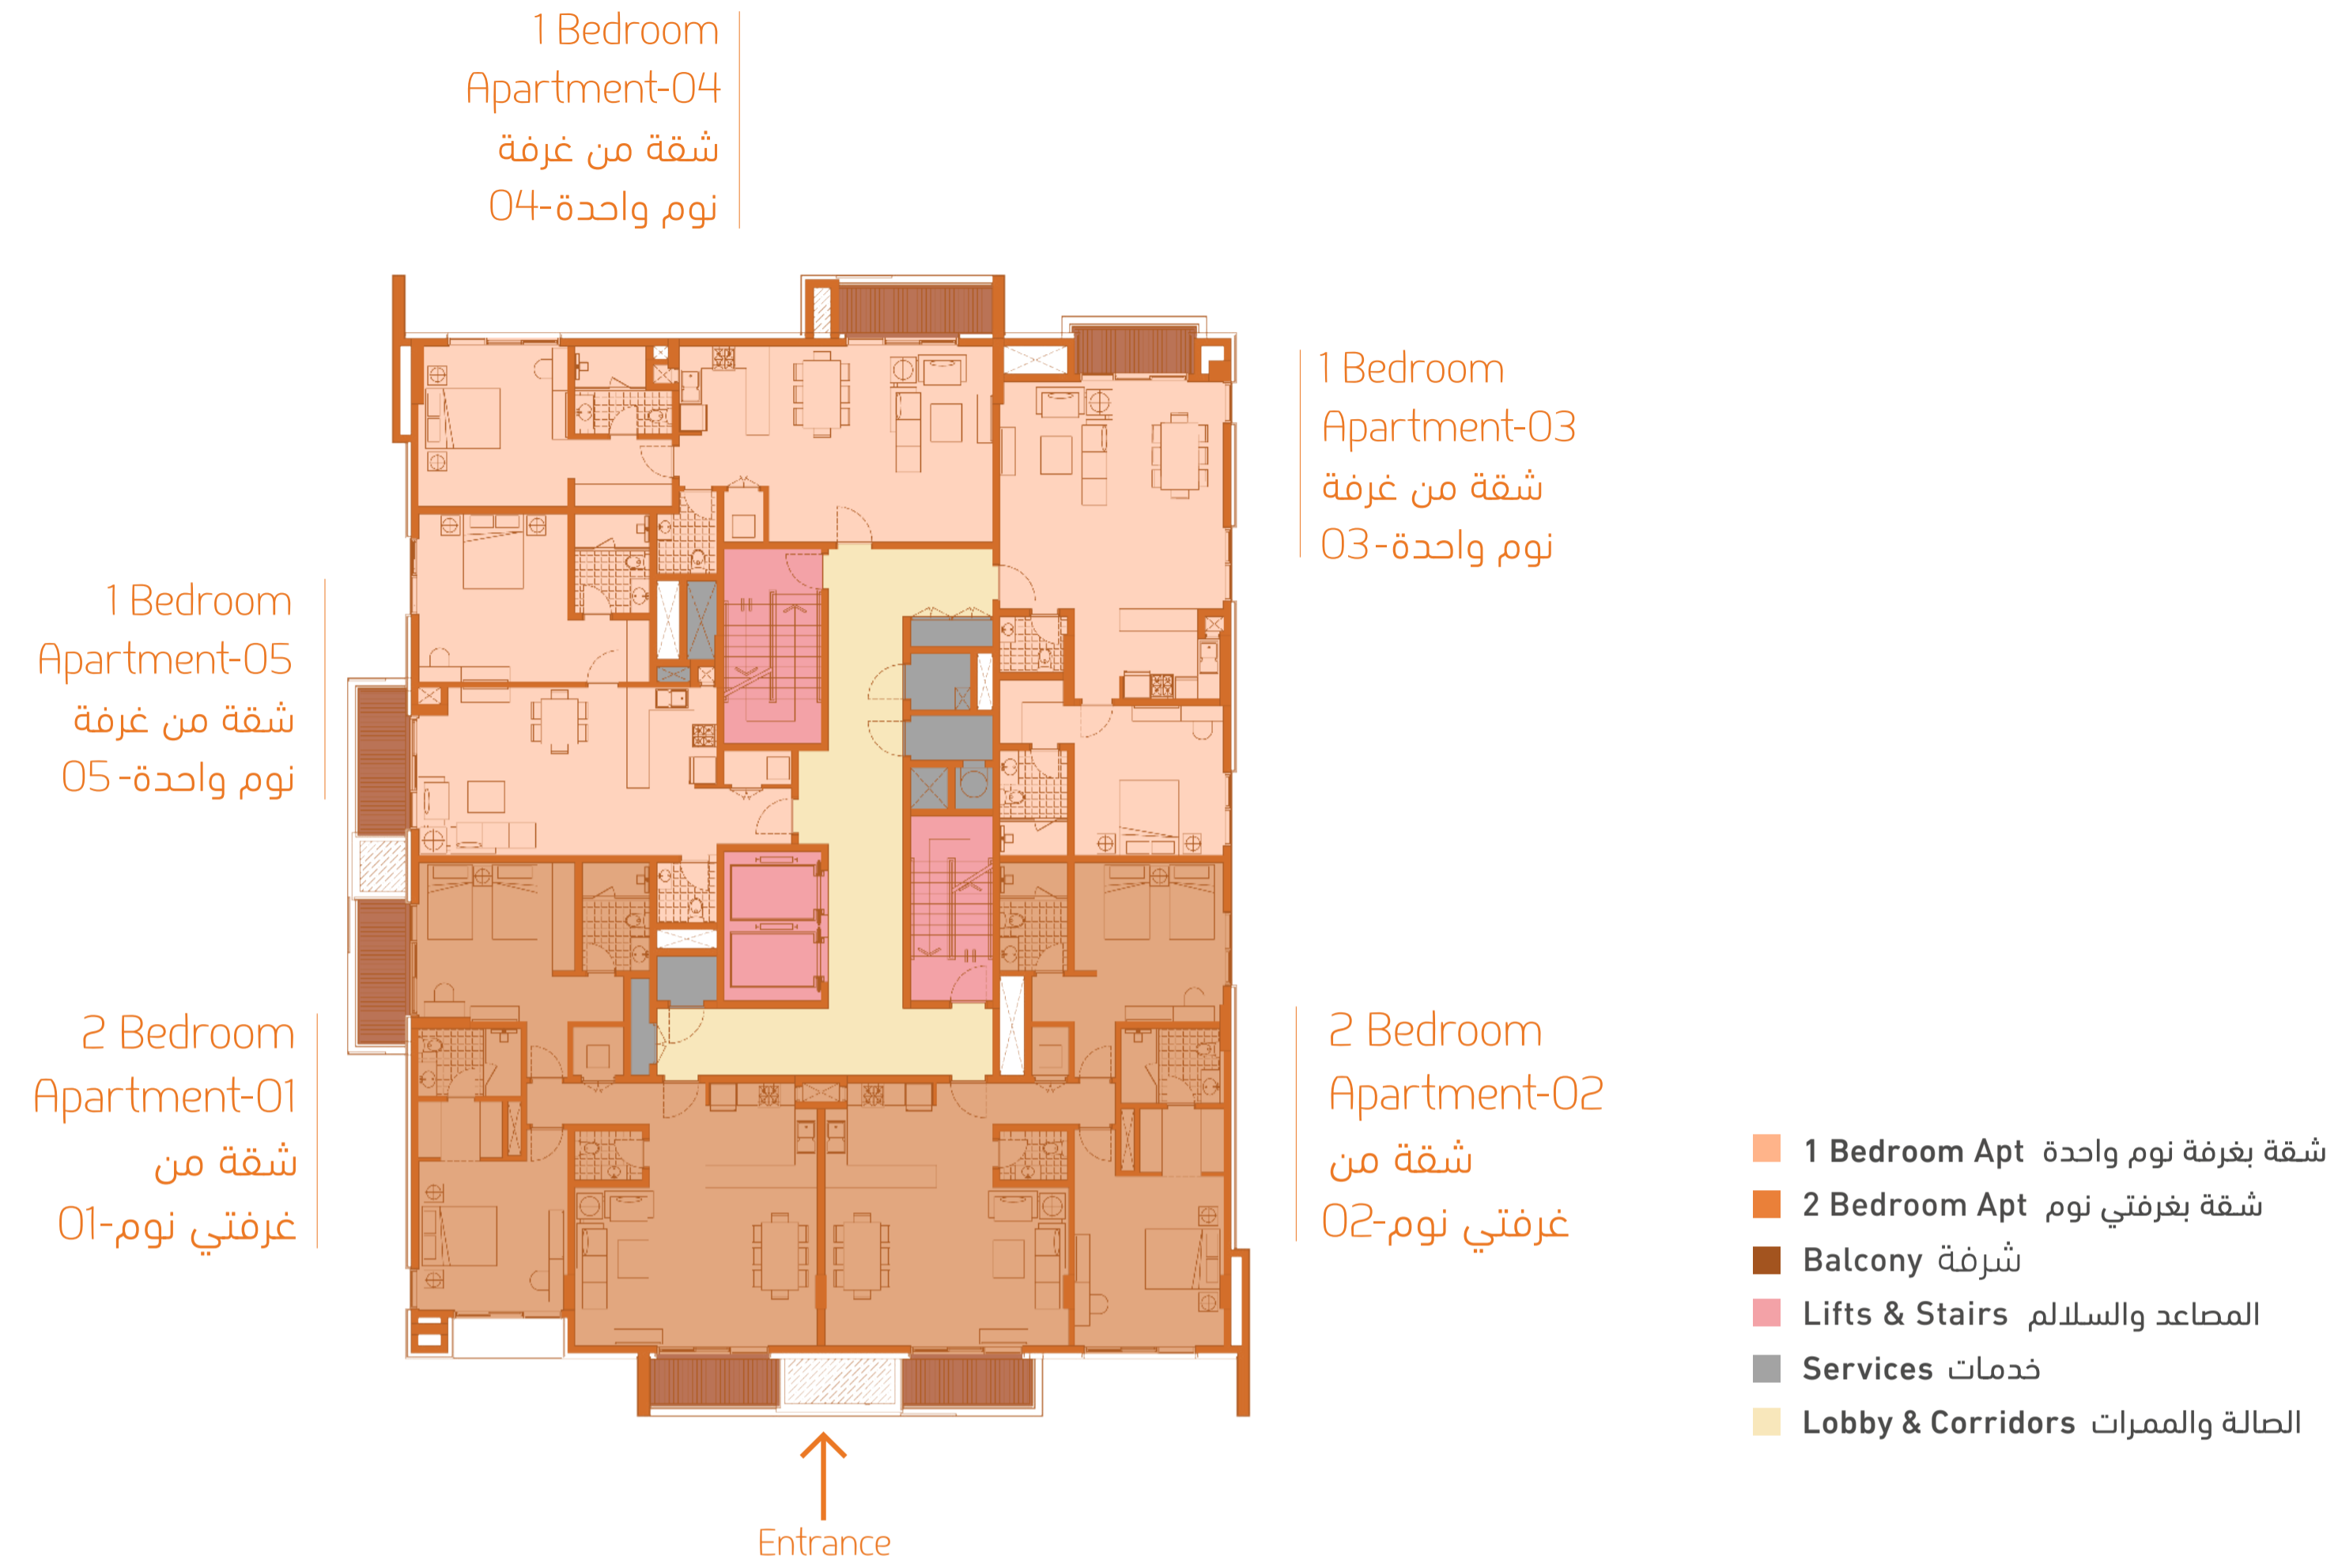 1 Bedroom
Apartment-04
شقة من غرفة
نوم واحدة-04
1 Bedroom
Apartment-03
شقة من غرفة
نوم واحدة-03
1 Bedroom
Apartment-05
شقة من غرفة
نوم واحدة-05
2 Bedroom
Apartment-01
شقة من
غرفتي نوم-01
2 Bedroom
Apartment-02
شقة من
غرفتي نوم-02
1 Bedroom Apt شقة بغرفة نوم واحدة
2 Bedroom Apt شقة بغرفتي نوم
Balcony شرفة
Lifts & Stairs المصاعد والسلالم
Services خدمات
Lobby & Corridors الصالة والممرات
Entrance